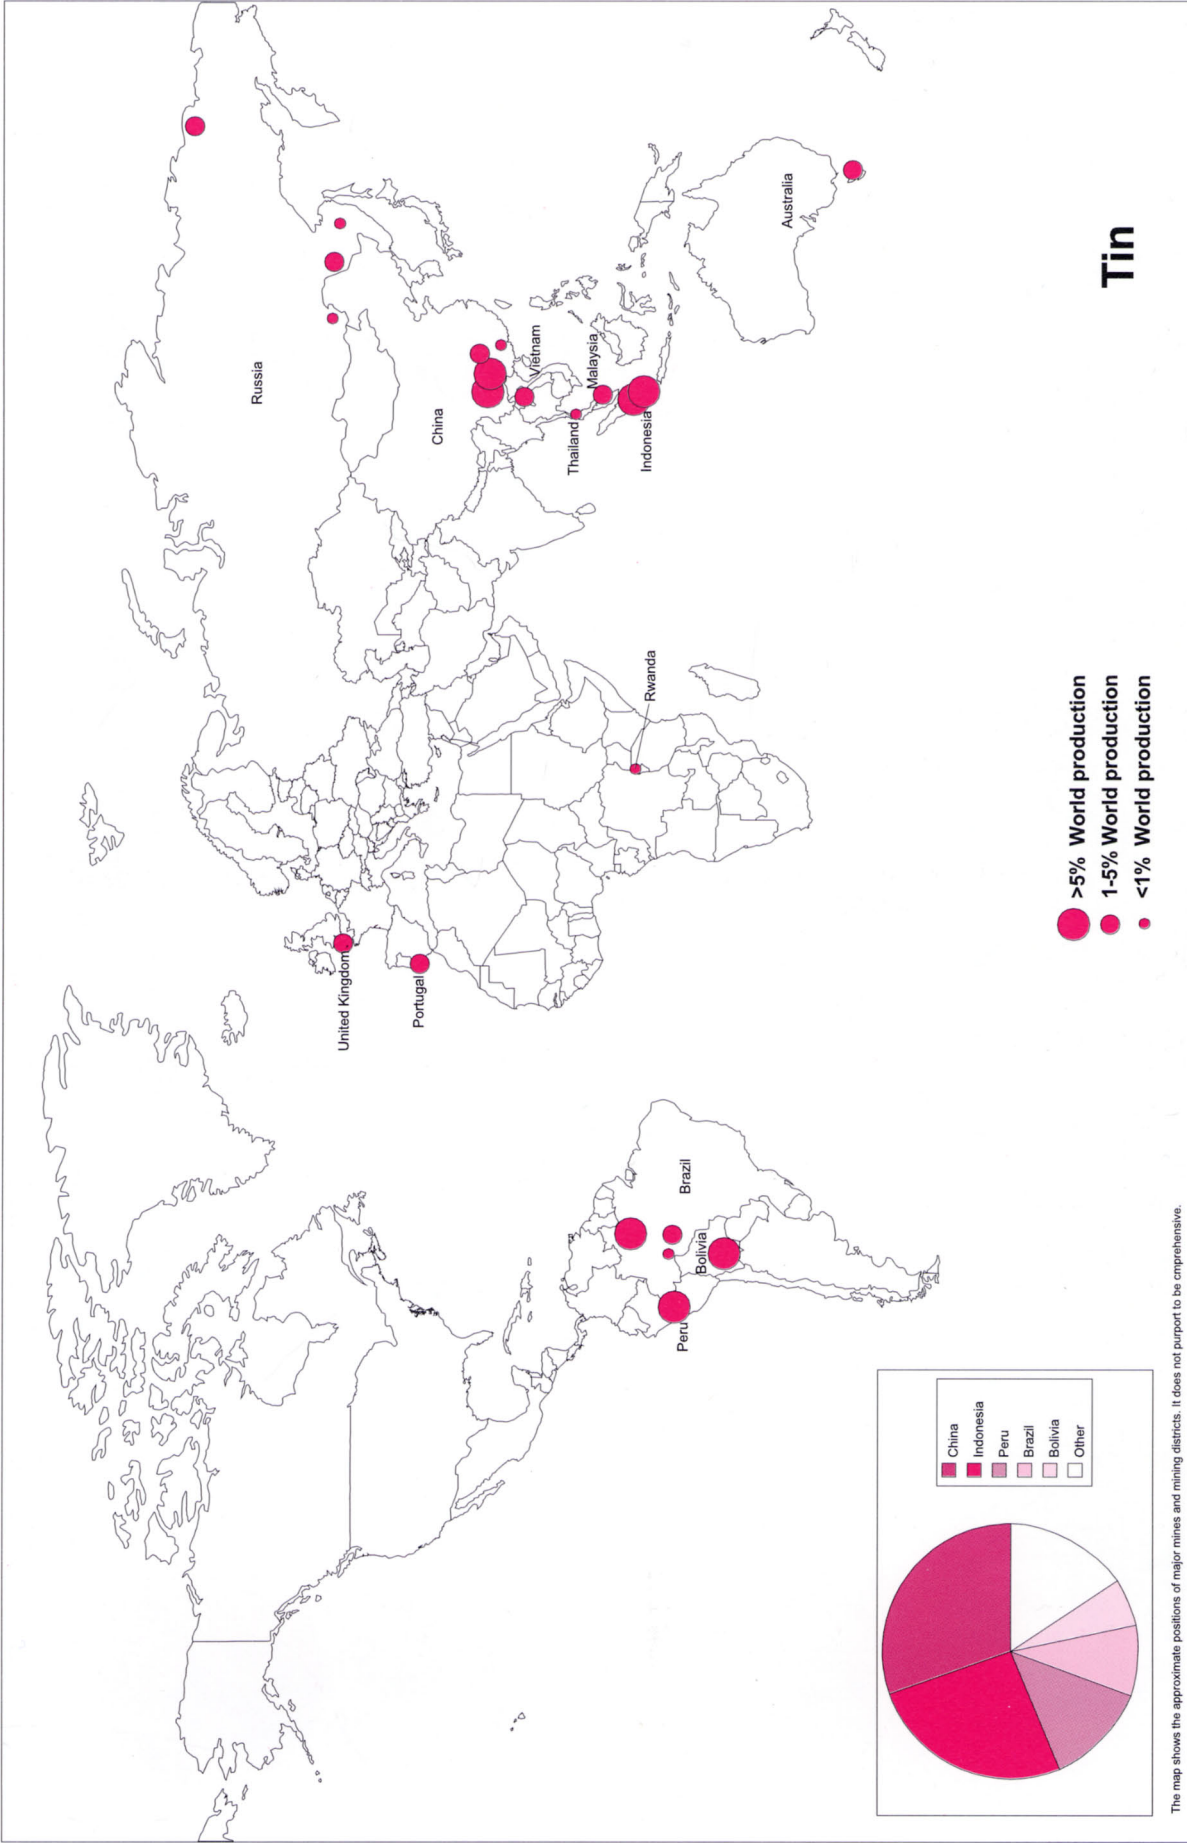 Russia
China
Vietnam
Thailand
Malaysia
Indonesia
Australia
United Kingdom
Portugal
Rwanda
Brazil
Bolivia
Peru
Tin
>5% World production
1-5% World production
<1% World production
China
Indonesia
Peru
Brazil
Bolivia
Other
The map shows the approximate positions of major mines and mining districts. It does not purport to be cmprehensive.